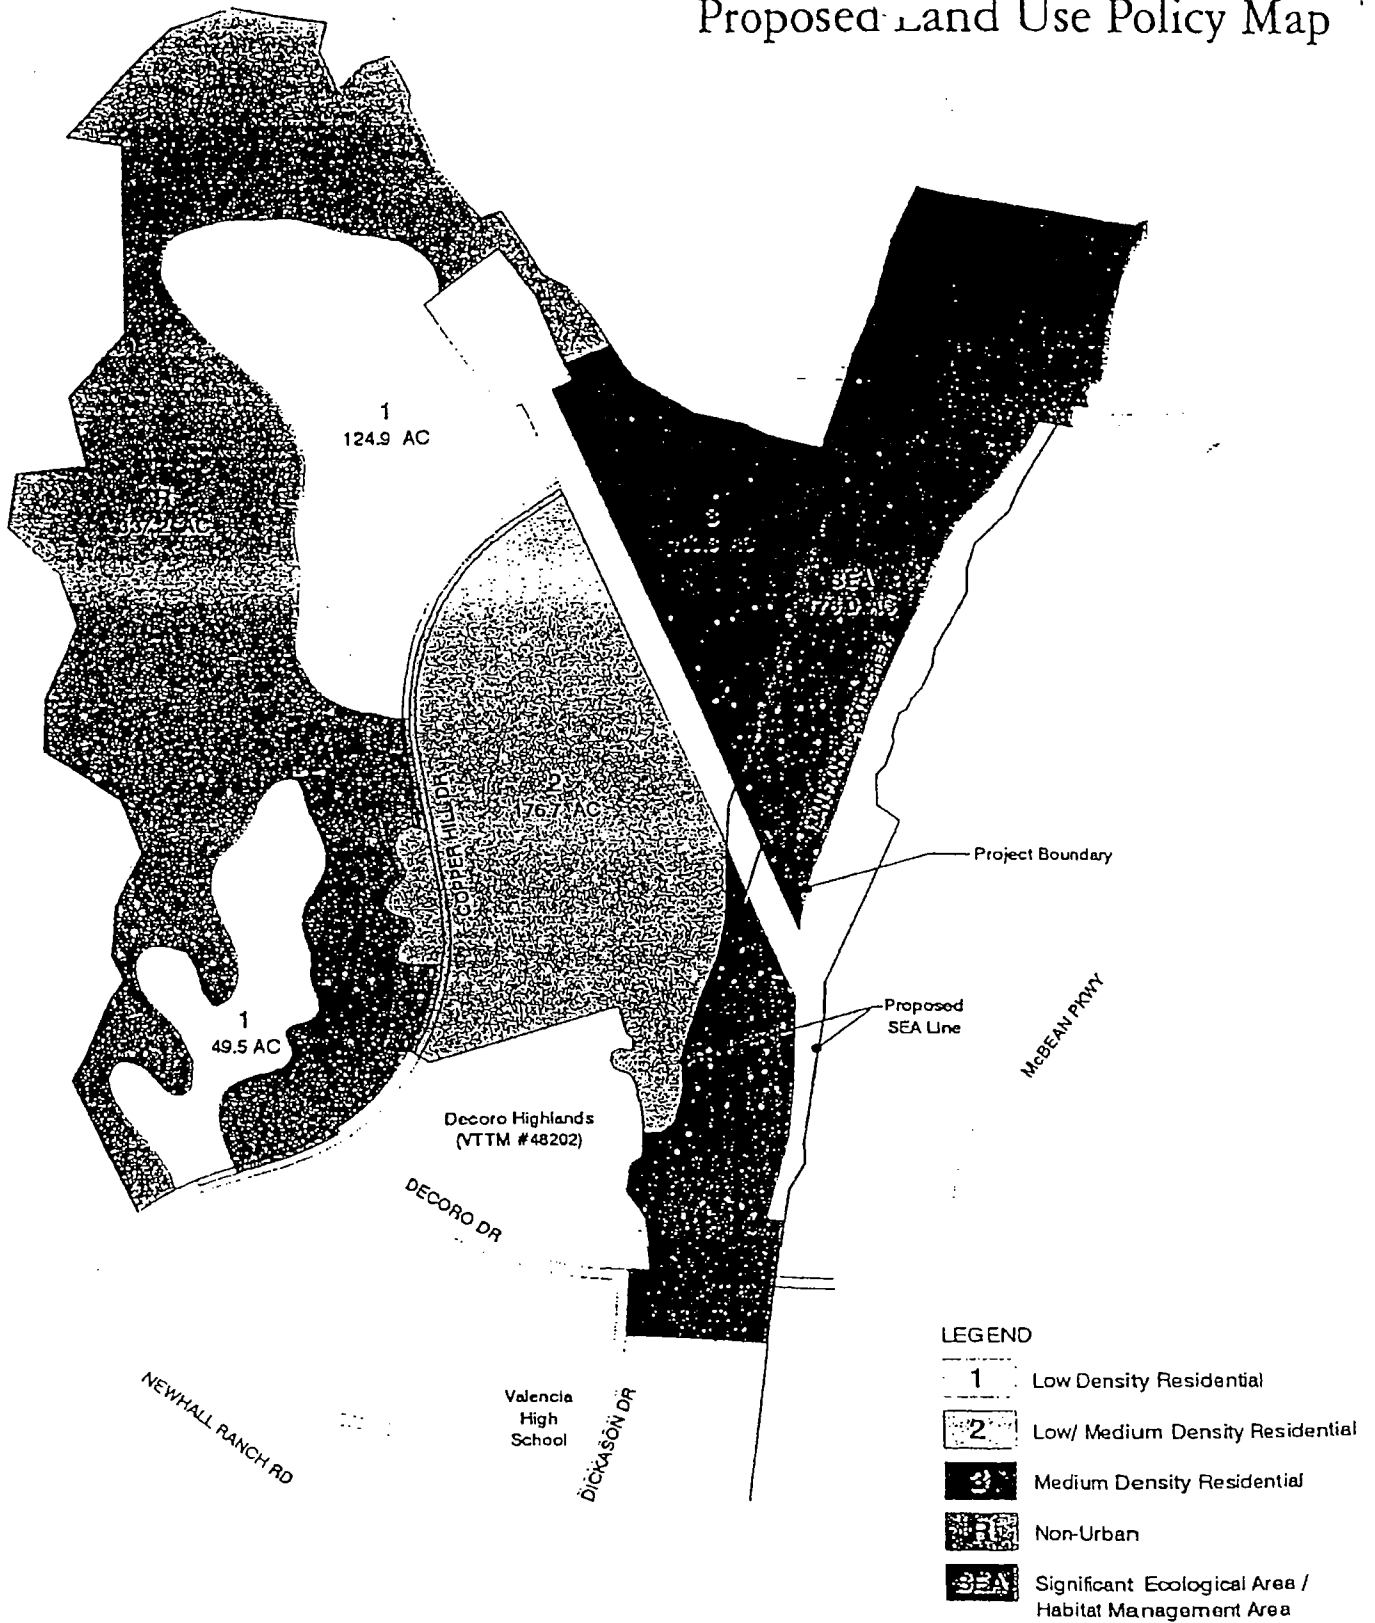 Proposed Land Use Policy Map
1
124.9 AC
R
3
SEA
2
176.7 AC
COPPER HILL DR
Project Boundary
1
49.5 AC
Proposed
SEA Line
McBEAN PKWY
Decoro Highlands
(VTTM #48202)
DECORO DR
NEWHALL RANCH RD
Valencia
High
School
DICKASON DR
LEGEND
1 Low Density Residential
2 Low/ Medium Density Residential
3 Medium Density Residential
R Non-Urban
SEA Significant Ecological Area /
Habitat Management Area